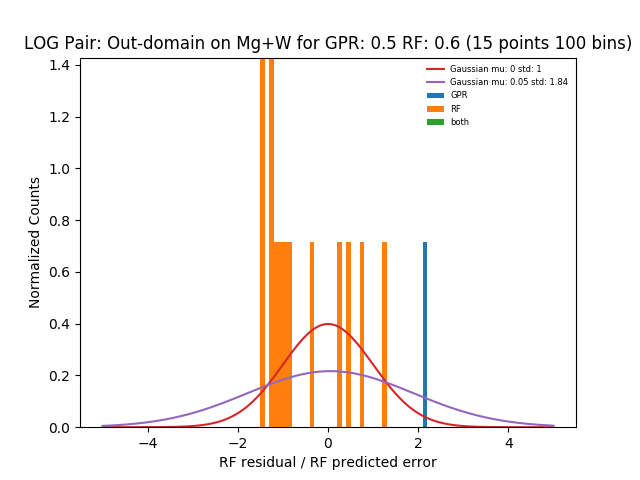 LOG Pair: Out-domain on Mg+W for GPR: 0.5 RF: 0.6 (15 points 100 bins)
Gaussian mu: 0 std: 1
Gaussian mu: 0.05 std: 1.84
GPR
RF
both
Normalized Counts
1.4
1.2
1.0
0.8
0.6
0.4
0.2
0.0
−4
−2
0
2
4
RF residual / RF predicted error